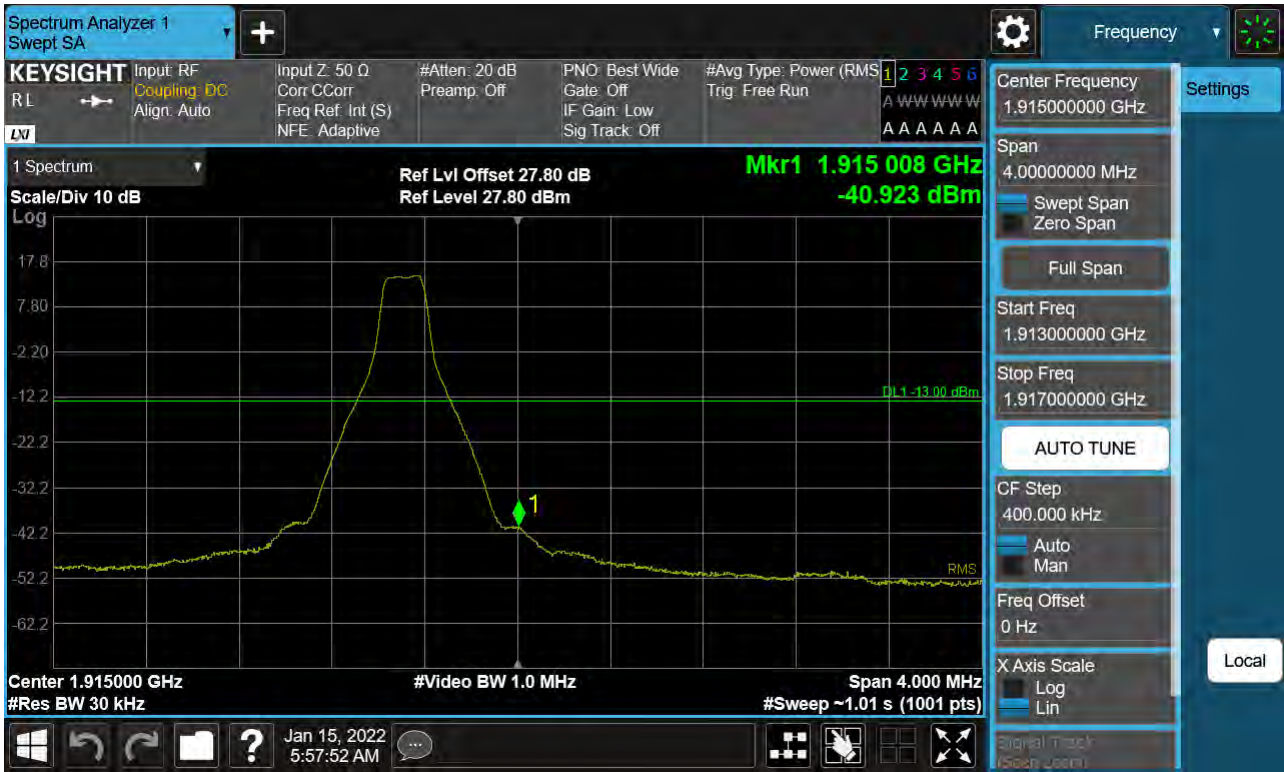 Spectrum Analyzer 1
Swept SA
+
Frequency
KEYSIGHT
RL
LXI
Input: RF
Coupling: DC
Align: Auto
Input Z: 50 Ω
Corr CCorr
Freq Ref: Int (S)
NFE: Adaptive
#Atten: 20 dB
Preamp: Off
PNO: Best Wide
Gate: Off
IF Gain: Low
Sig Track: Off
#Avg Type: Power (RMS
Trig: Free Run
1 2 3 4 5 6
A W W W W W
A A A A A A
Center Frequency
1.915000000 GHz
Settings
1 Spectrum
Scale/Div 10 dB
Log
Ref Lvl Offset 27.80 dB
Ref Level 27.80 dBm
Mkr1 1.915 008 GHz
-40.923 dBm
Span
4.00000000 MHz
Swept Span
Zero Span
Full Span
Start Freq
1.913000000 GHz
Stop Freq
1.917000000 GHz
AUTO TUNE
CF Step
400.000 kHz
Auto
Man
Freq Offset
0 Hz
X Axis Scale
Log
Lin
Signal Track
(Span Zoom)
Local
17.8
7.80
-2.20
-12.2
-22.2
-32.2
-42.2
-52.2
-62.2
DL1 -13.00 dBm
1
RMS
Center 1.915000 GHz
#Video BW 1.0 MHz
Span 4.000 MHz
#Res BW 30 kHz
#Sweep ~1.01 s (1001 pts)
?
Jan 15, 2022
5:57:52 AM